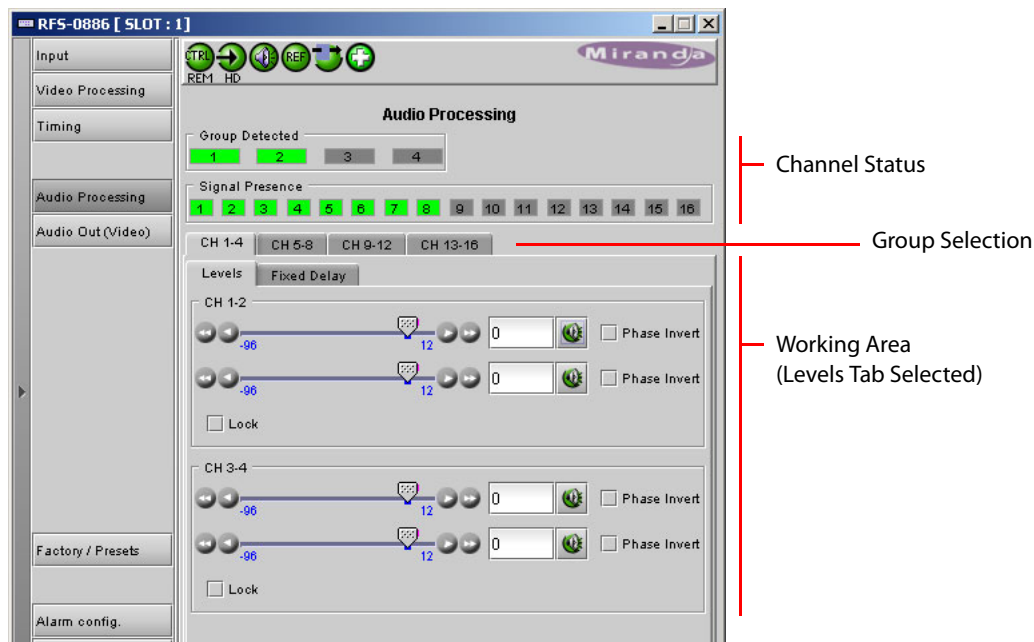 RFS-0886 [ SLOT : 1]
Input
Video Processing
Timing
Audio Processing
Audio Out (Video)
Factory / Presets
Alarm config.
CTRL REF
REM HD
Miranda
Audio Processing
Group Detected
1 2 3 4
Signal Presence
1 2 3 4 5 6 7 8 9 10 11 12 13 14 15 16
CH 1-4 CH 5-8 CH 9-12 CH 13-16
Levels Fixed Delay
CH 1-2
-96 12 0 Phase Invert
-96 12 0 Phase Invert
Lock
CH 3-4
-96 12 0 Phase Invert
-96 12 0 Phase Invert
Lock
Channel Status
Group Selection
Working Area
(Levels Tab Selected)